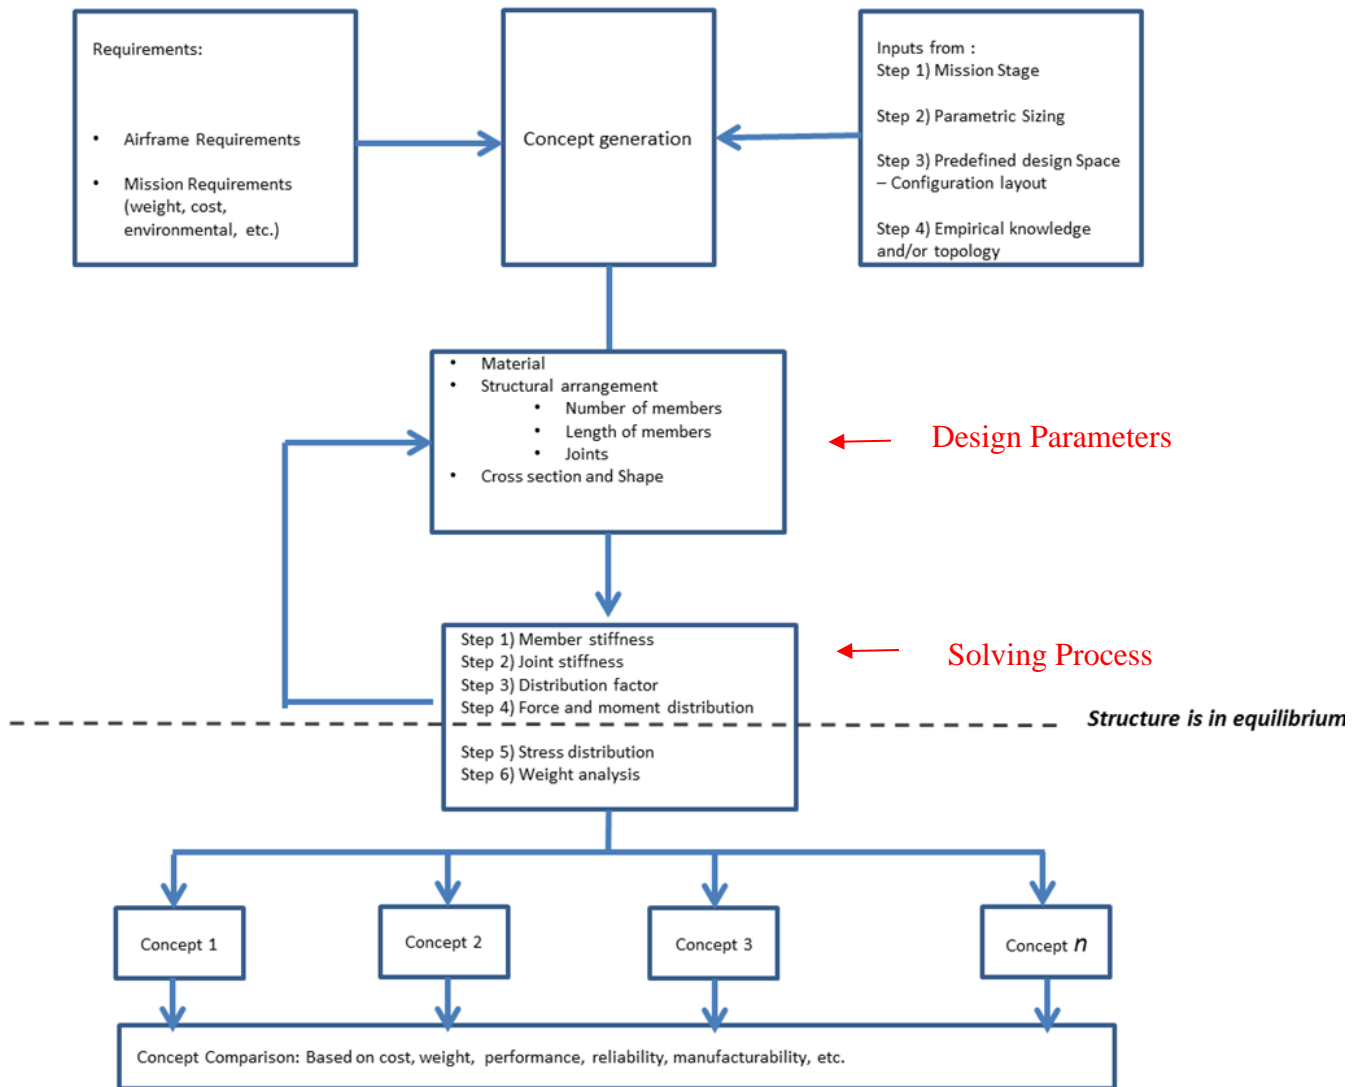 Requirements:
• Airframe Requirements
• Mission Requirements
(weight, cost,
environmental, etc.)
Concept generation
Inputs from :
Step 1) Mission Stage
Step 2) Parametric Sizing
Step 3) Predefined design Space
– Configuration layout
Step 4) Empirical knowledge
and/or topology
• Material
• Structural arrangement
• Number of members
• Length of members
• Joints
• Cross section and Shape
Design Parameters
Step 1) Member stiffness
Step 2) Joint stiffness
Step 3) Distribution factor
Step 4) Force and moment distribution
Solving Process
Structure is in equilibrium
Step 5) Stress distribution
Step 6) Weight analysis
Concept 1
Concept 2
Concept 3
Concept n
Concept Comparison: Based on cost, weight, performance, reliability, manufacturability, etc.